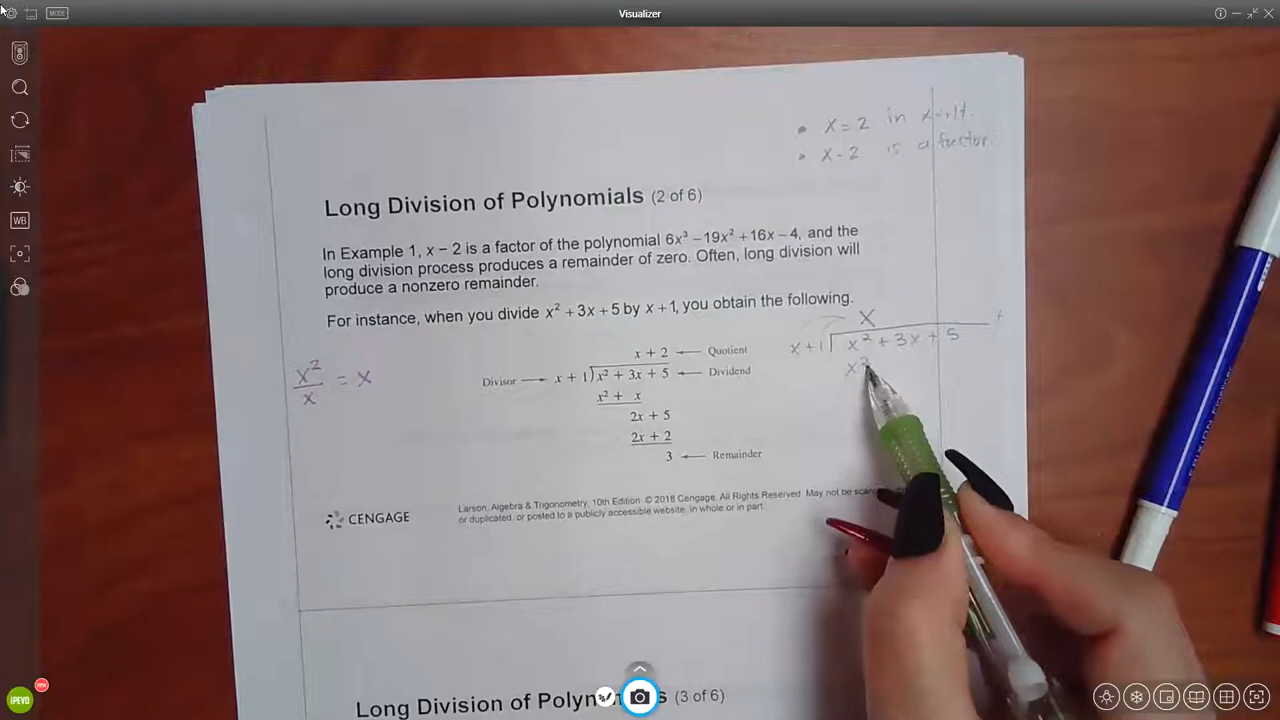 MODE
Visualizer
• x = 2 in x-int.
• x - 2 is a factor
Long Division of Polynomials (2 of 6)
In Example 1, x − 2 is a factor of the polynomial 6x³ −19x² +16x − 4, and the
long division process produces a remainder of zero. Often, long division will
produce a nonzero remainder.
For instance, when you divide x² + 3x + 5 by x + 1, you obtain the following.
x
x + 1 x² + 3x + 5
x²
x² / x = x
x + 2 ← Quotient
Divisor → x + 1)x² + 3x + 5 ← Dividend
x² + x
2x + 5
2x + 2
3 ← Remainder
CENGAGE
Larson, Algebra & Trigonometry, 10th Edition. © 2018 Cengage. All Rights Reserved. May not be
or duplicated, or posted to a publicly accessible website, in whole or in part.
WB
Long Division of (3 of 6)
IPEVO